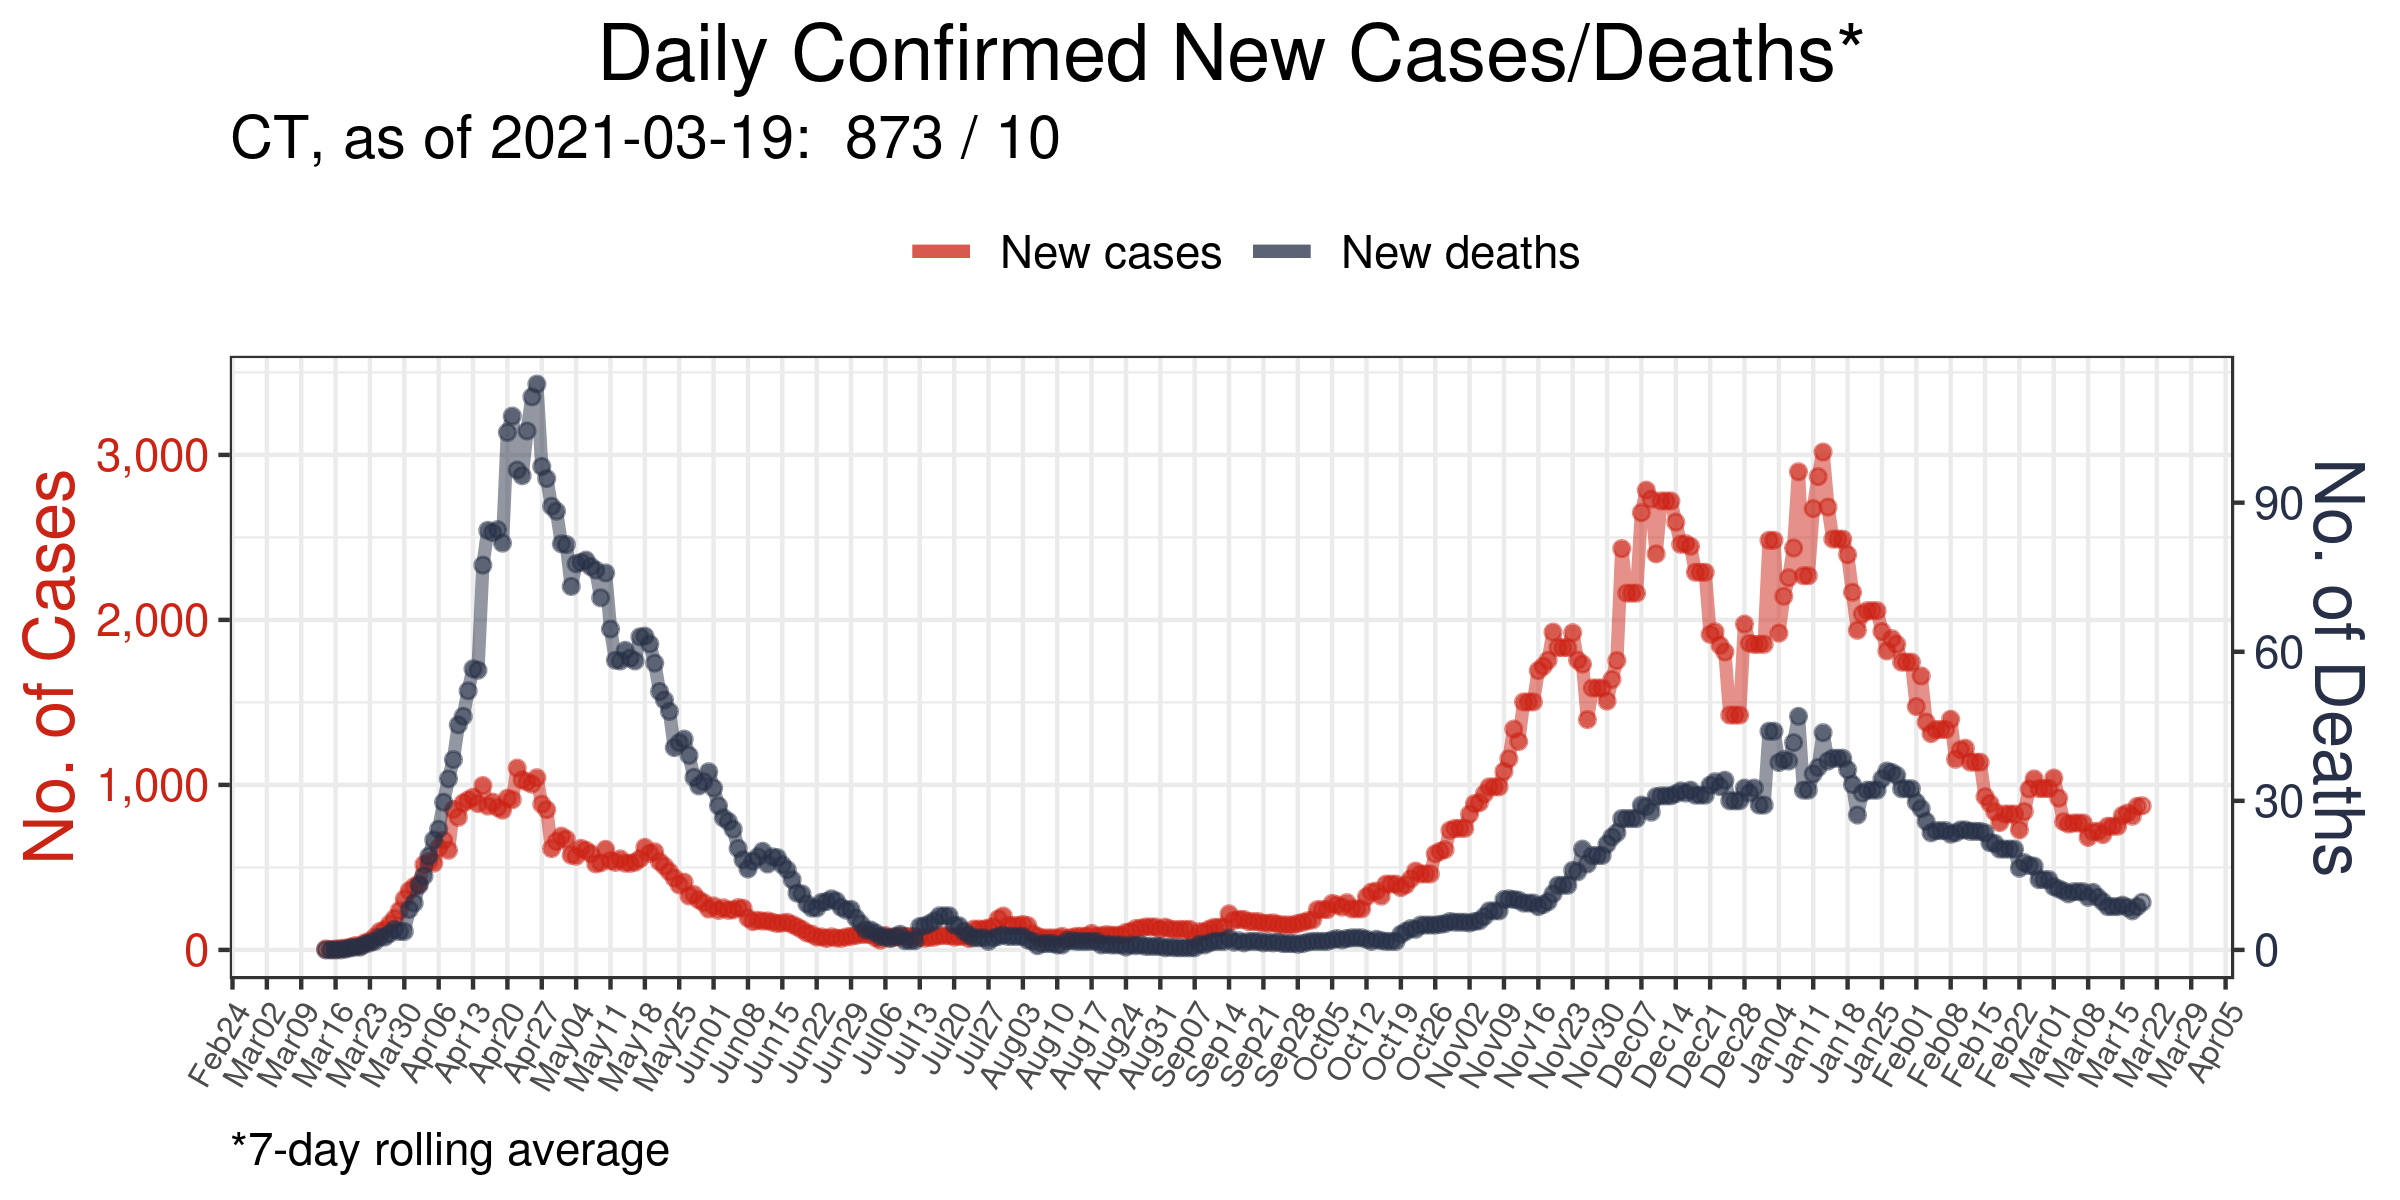 Daily Confirmed New Cases/Deaths*
CT, as of 2021-03-19:  873 / 10
New cases New deaths
No. of Cases
3,000
2,000
1,000
0
90
60
30
0
No. of Deaths
Feb24 Mar02 Mar09 Mar16 Mar23 Mar30 Apr06 Apr13 Apr20 Apr27 May04 May11 May18 May25 Jun01 Jun08 Jun15 Jun22 Jun29 Jul06 Jul13 Jul20 Jul27 Aug03 Aug10 Aug17 Aug24 Aug31 Sep07 Sep14 Sep21 Sep28 Oct05 Oct12 Oct19 Oct26 Nov02 Nov09 Nov16 Nov23 Nov30 Dec07 Dec14 Dec21 Dec28 Jan04 Jan11 Jan18 Jan25 Feb01 Feb08 Feb15 Feb22 Mar01 Mar08 Mar15 Mar22 Mar29 Apr05
*7-day rolling average